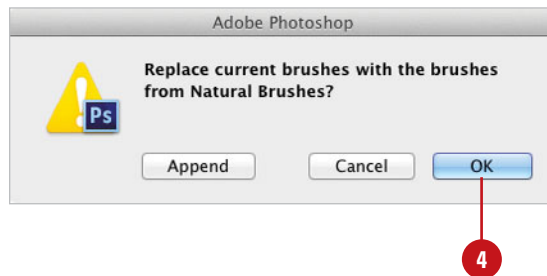 Adobe Photoshop
Replace current brushes with the brushes
from Natural Brushes?
Ps
Append Cancel OK
4